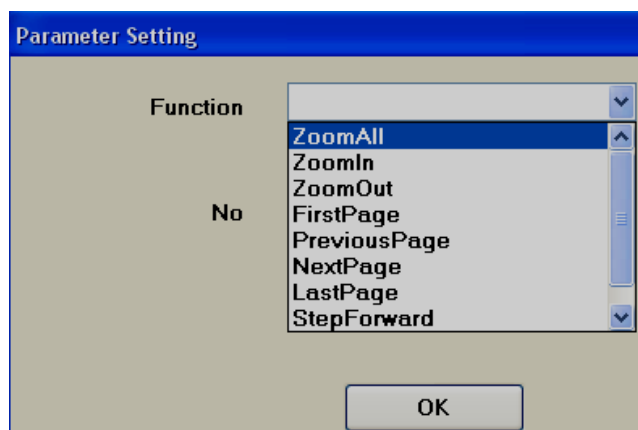 Parameter Setting
Function
ZoomAll
ZoomIn
ZoomOut
No
FirstPage
PreviousPage
NextPage
LastPage
StepForward
OK